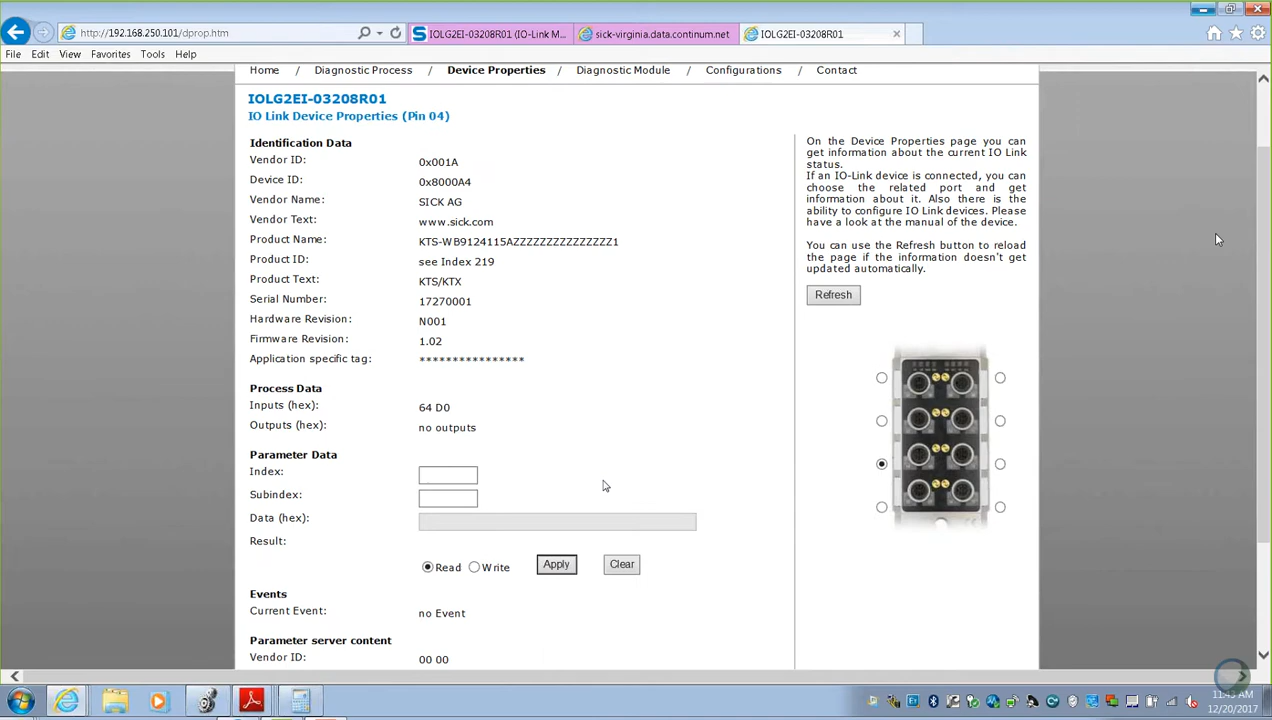 http://192.168.250.101/dprop.htm
IOLG2EI-03208R01 (IO-Link M...
sick-virginia.data.continum.net
IOLG2EI-03208R01
File Edit View Favorites Tools Help
Home / Diagnostic Process / Device Properties / Diagnostic Module / Configurations / Contact
IOLG2EI-03208R01
IO Link Device Properties (Pin 04)
Identification Data
Vendor ID: 0x001A
Device ID: 0x8000A4
Vendor Name: SICK AG
Vendor Text: www.sick.com
Product Name: KTS-WB9124115AZZZZZZZZZZZZZZZ1
Product ID: see Index 219
Product Text: KTS/KTX
Serial Number: 17270001
Hardware Revision: N001
Firmware Revision: 1.02
Application specific tag: ****************
Process Data
Inputs (hex): 64 D0
Outputs (hex): no outputs
Parameter Data
Index:
Subindex:
Data (hex):
Result:
Read Write Apply Clear
Events
Current Event: no Event
Parameter server content
Vendor ID: 00 00
On the Device Properties page you can
get information about the current IO Link
status.
If an IO-Link device is connected, you can
choose the related port and get
information about it. Also there is the
ability to configure IO Link devices. Please
have a look at the manual of the device.
You can use the Refresh button to reload
the page if the information doesn't get
updated automatically.
Refresh
11:43 AM
12/20/2017